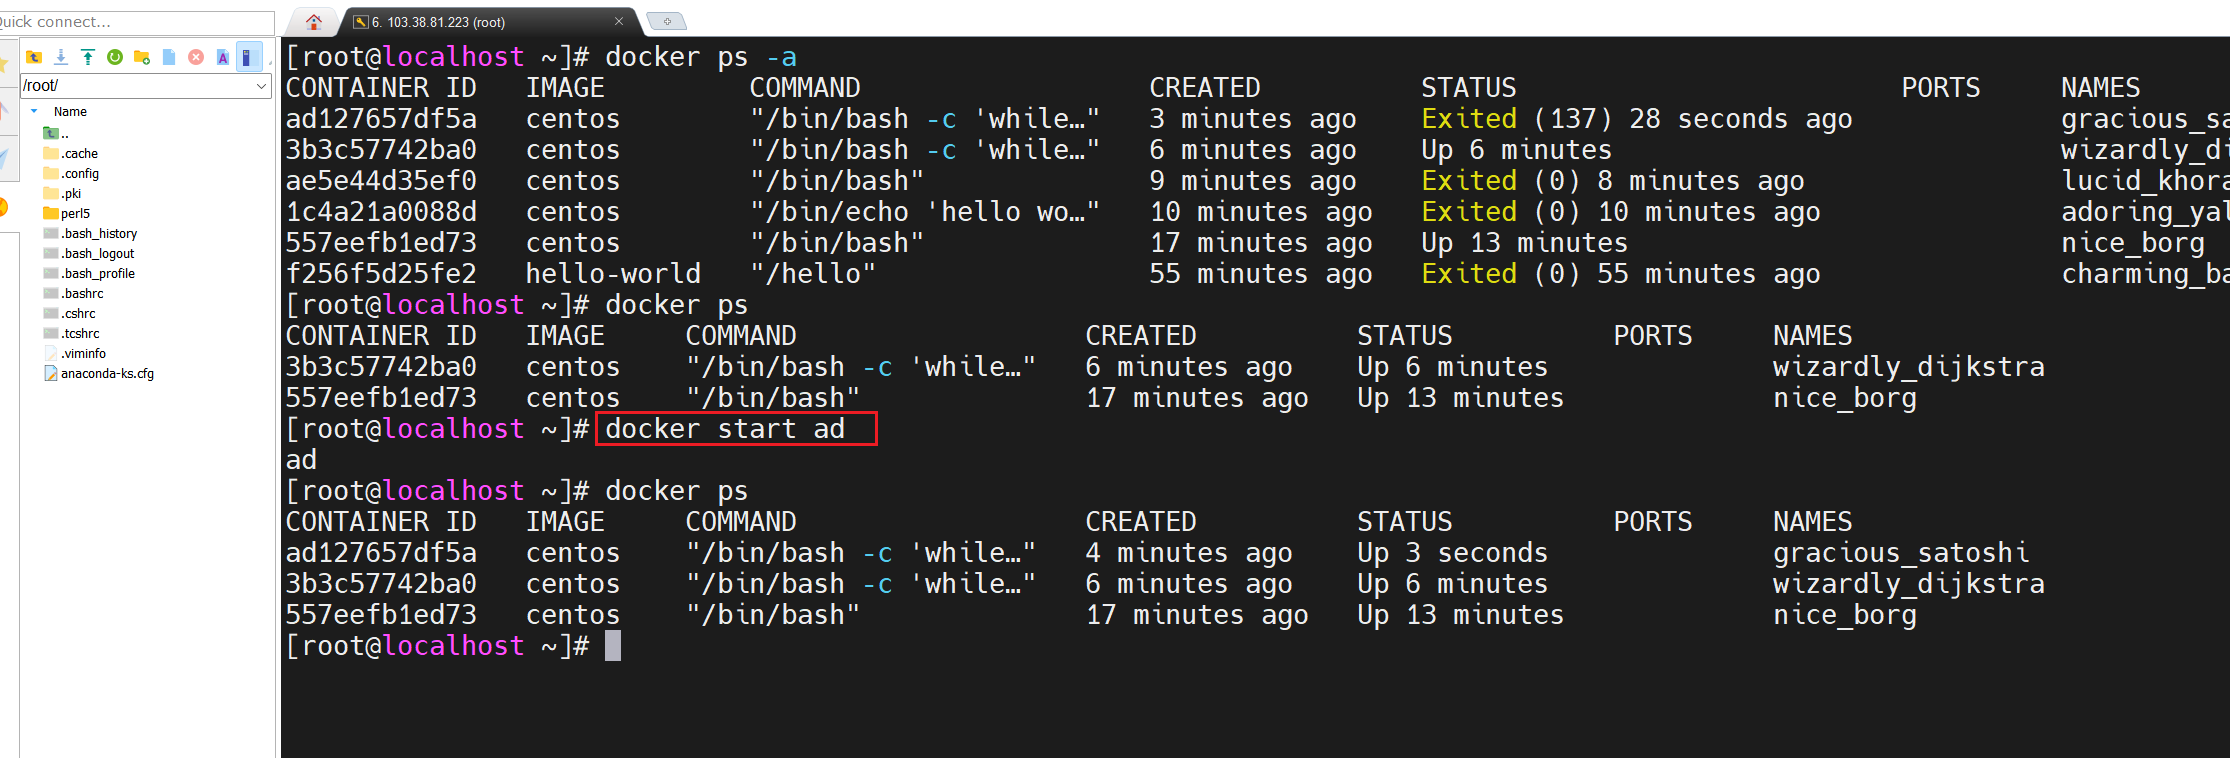 Quick connect...
6. 103.38.81.223 (root)
/root/
Name
..
.cache
.config
.pki
perl5
.bash_history
.bash_logout
.bash_profile
.bashrc
.cshrc
.tcshrc
.viminfo
anaconda-ks.cfg
[root@localhost ~]# docker ps -a
CONTAINER ID IMAGE COMMAND CREATED STATUS PORTS NAMES
ad127657df5a centos "/bin/bash -c 'while…" 3 minutes ago Exited (137) 28 seconds ago gracious_sa
3b3c57742ba0 centos "/bin/bash -c 'while…" 6 minutes ago Up 6 minutes wizardly_di
ae5e44d35ef0 centos "/bin/bash" 9 minutes ago Exited (0) 8 minutes ago lucid_khora
1c4a21a0088d centos "/bin/echo 'hello wo…" 10 minutes ago Exited (0) 10 minutes ago adoring_yal
557eefb1ed73 centos "/bin/bash" 17 minutes ago Up 13 minutes nice_borg
f256f5d25fe2 hello-world "/hello" 55 minutes ago Exited (0) 55 minutes ago charming_ba
[root@localhost ~]# docker ps
CONTAINER ID IMAGE COMMAND CREATED STATUS PORTS NAMES
3b3c57742ba0 centos "/bin/bash -c 'while…" 6 minutes ago Up 6 minutes wizardly_dijkstra
557eefb1ed73 centos "/bin/bash" 17 minutes ago Up 13 minutes nice_borg
[root@localhost ~]# docker start ad
ad
[root@localhost ~]# docker ps
CONTAINER ID IMAGE COMMAND CREATED STATUS PORTS NAMES
ad127657df5a centos "/bin/bash -c 'while…" 4 minutes ago Up 3 seconds gracious_satoshi
3b3c57742ba0 centos "/bin/bash -c 'while…" 6 minutes ago Up 6 minutes wizardly_dijkstra
557eefb1ed73 centos "/bin/bash" 17 minutes ago Up 13 minutes nice_borg
[root@localhost ~]#